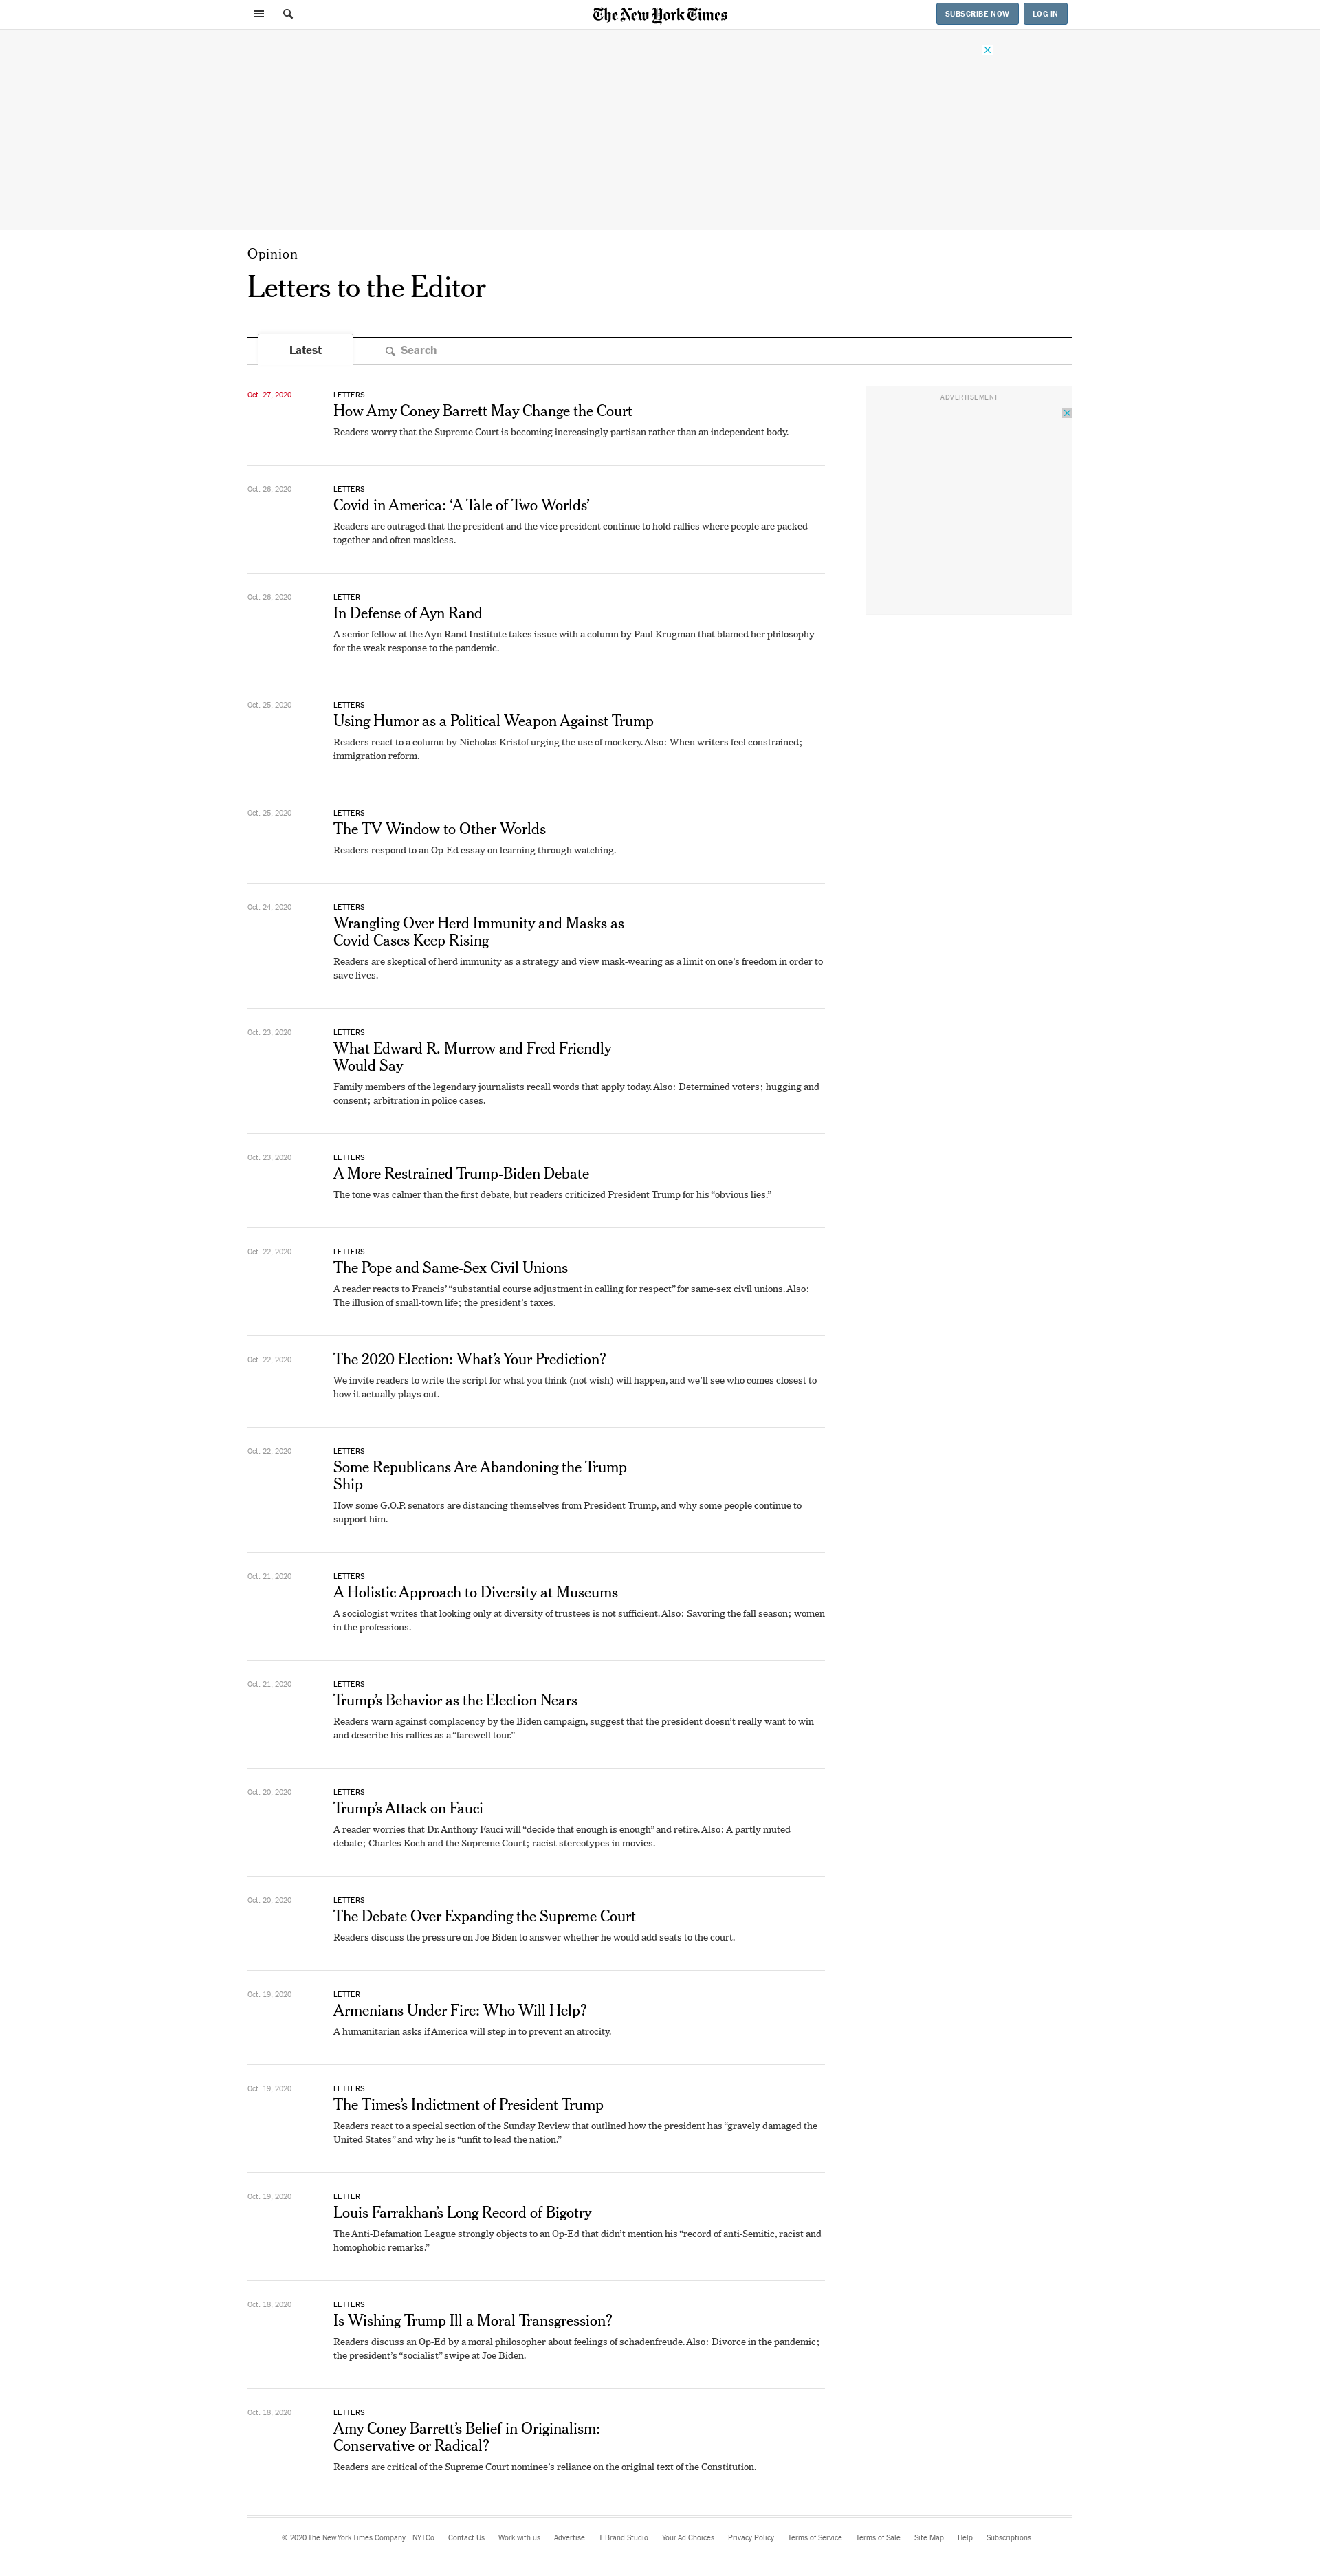 The New York Times
SUBSCRIBE NOW
LOG IN
Opinion
Letters to the Editor
Latest
Search
Oct. 27, 2020
LETTERS
How Amy Coney Barrett May Change the Court
Readers worry that the Supreme Court is becoming increasingly partisan rather than an independent body.
ADVERTISEMENT
Oct. 26, 2020
LETTERS
Covid in America: ‘A Tale of Two Worlds’
Readers are outraged that the president and the vice president continue to hold rallies where people are packed
together and often maskless.
Oct. 26, 2020
LETTER
In Defense of Ayn Rand
A senior fellow at the Ayn Rand Institute takes issue with a column by Paul Krugman that blamed her philosophy
for the weak response to the pandemic.
Oct. 25, 2020
LETTERS
Using Humor as a Political Weapon Against Trump
Readers react to a column by Nicholas Kristof urging the use of mockery. Also: When writers feel constrained;
immigration reform.
Oct. 25, 2020
LETTERS
The TV Window to Other Worlds
Readers respond to an Op-Ed essay on learning through watching.
Oct. 24, 2020
LETTERS
Wrangling Over Herd Immunity and Masks as
Covid Cases Keep Rising
Readers are skeptical of herd immunity as a strategy and view mask-wearing as a limit on one’s freedom in order to
save lives.
Oct. 23, 2020
LETTERS
What Edward R. Murrow and Fred Friendly
Would Say
Family members of the legendary journalists recall words that apply today. Also: Determined voters; hugging and
consent; arbitration in police cases.
Oct. 23, 2020
LETTERS
A More Restrained Trump-Biden Debate
The tone was calmer than the first debate, but readers criticized President Trump for his “obvious lies.”
Oct. 22, 2020
LETTERS
The Pope and Same-Sex Civil Unions
A reader reacts to Francis’ “substantial course adjustment in calling for respect” for same-sex civil unions. Also:
The illusion of small-town life; the president’s taxes.
Oct. 22, 2020
The 2020 Election: What’s Your Prediction?
We invite readers to write the script for what you think (not wish) will happen, and we’ll see who comes closest to
how it actually plays out.
Oct. 22, 2020
LETTERS
Some Republicans Are Abandoning the Trump
Ship
How some G.O.P. senators are distancing themselves from President Trump, and why some people continue to
support him.
Oct. 21, 2020
LETTERS
A Holistic Approach to Diversity at Museums
A sociologist writes that looking only at diversity of trustees is not sufficient. Also: Savoring the fall season; women
in the professions.
Oct. 21, 2020
LETTERS
Trump’s Behavior as the Election Nears
Readers warn against complacency by the Biden campaign, suggest that the president doesn’t really want to win
and describe his rallies as a “farewell tour.”
Oct. 20, 2020
LETTERS
Trump’s Attack on Fauci
A reader worries that Dr. Anthony Fauci will “decide that enough is enough” and retire. Also: A partly muted
debate; Charles Koch and the Supreme Court; racist stereotypes in movies.
Oct. 20, 2020
LETTERS
The Debate Over Expanding the Supreme Court
Readers discuss the pressure on Joe Biden to answer whether he would add seats to the court.
Oct. 19, 2020
LETTER
Armenians Under Fire: Who Will Help?
A humanitarian asks if America will step in to prevent an atrocity.
Oct. 19, 2020
LETTERS
The Times’s Indictment of President Trump
Readers react to a special section of the Sunday Review that outlined how the president has “gravely damaged the
United States” and why he is “unfit to lead the nation.”
Oct. 19, 2020
LETTER
Louis Farrakhan’s Long Record of Bigotry
The Anti-Defamation League strongly objects to an Op-Ed that didn’t mention his “record of anti-Semitic, racist and
homophobic remarks.”
Oct. 18, 2020
LETTERS
Is Wishing Trump Ill a Moral Transgression?
Readers discuss an Op-Ed by a moral philosopher about feelings of schadenfreude. Also: Divorce in the pandemic;
the president’s “socialist” swipe at Joe Biden.
Oct. 18, 2020
LETTERS
Amy Coney Barrett’s Belief in Originalism:
Conservative or Radical?
Readers are critical of the Supreme Court nominee’s reliance on the original text of the Constitution.
© 2020 The New York Times Company NYTCo Contact Us Work with us Advertise T Brand Studio Your Ad Choices Privacy Policy Terms of Service Terms of Sale Site Map Help Subscriptions